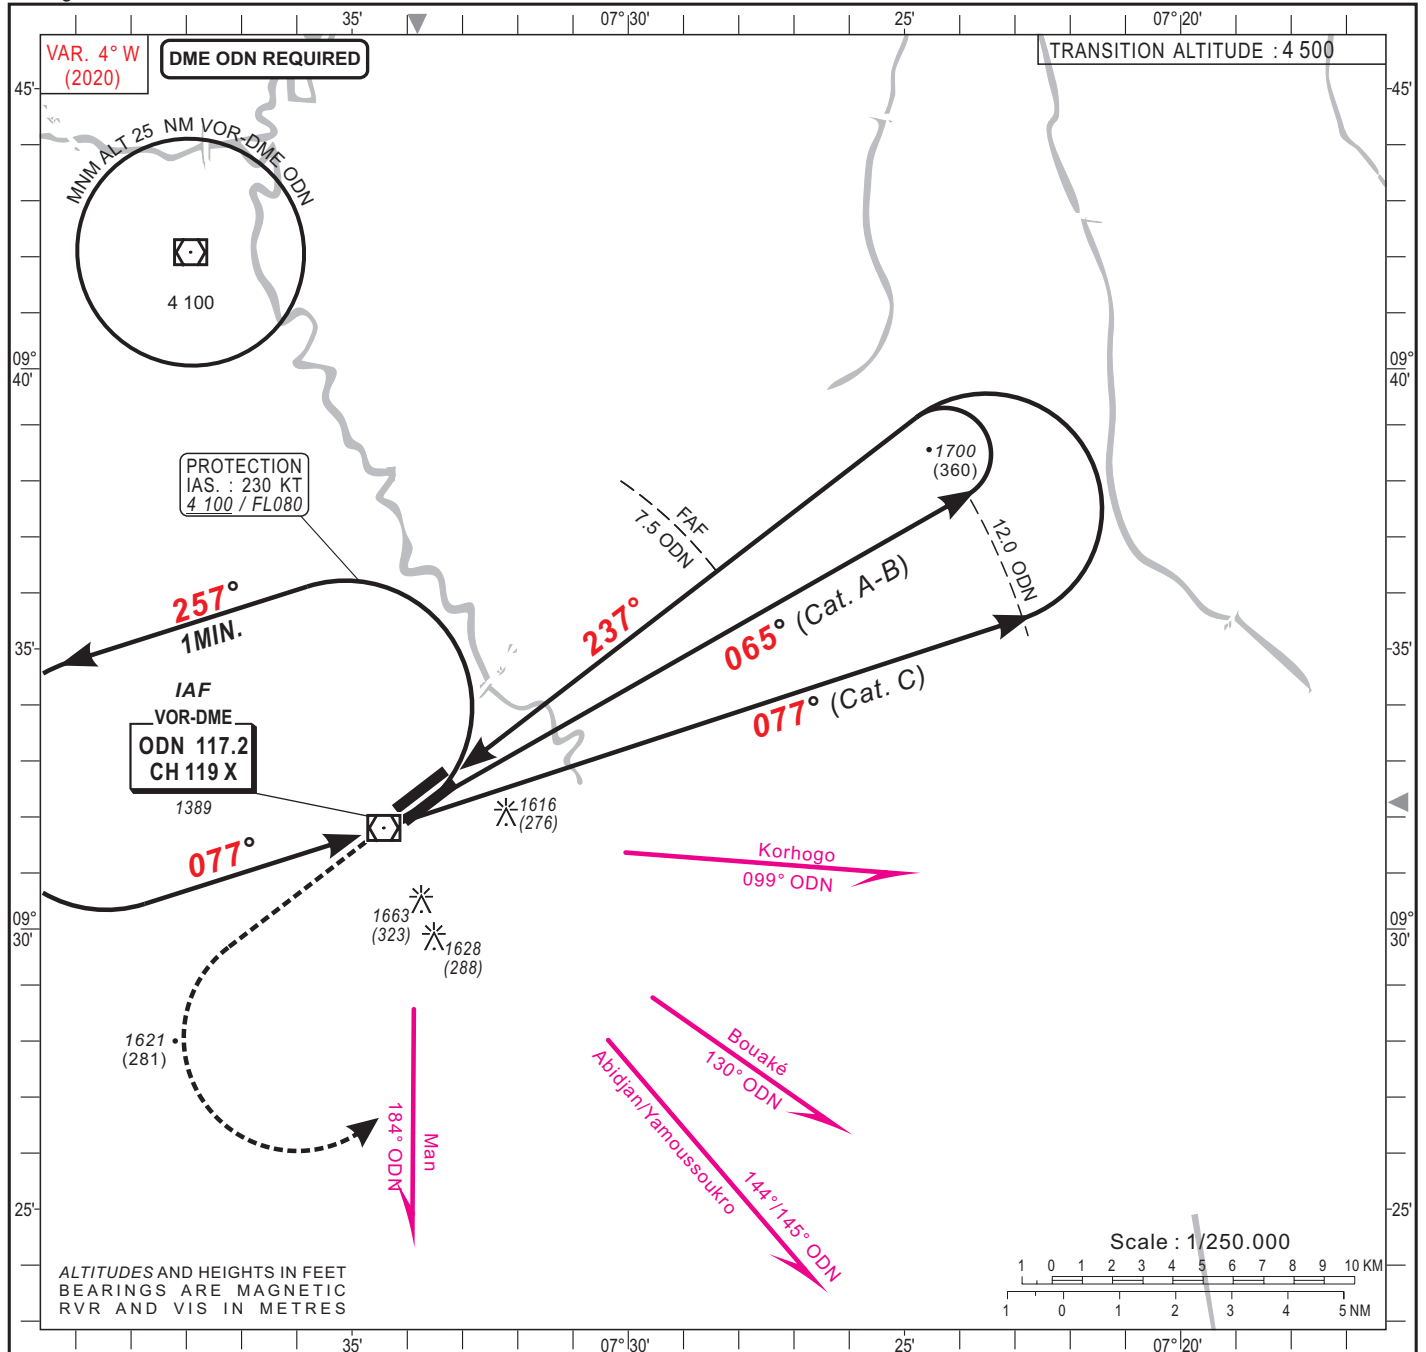 35'
07°30'
25'
07°20'
VAR. 4° W
(2020)
DME ODN REQUIRED
TRANSITION ALTITUDE : 4 500
45'
45'
MNM ALT 25 NM VOR-DME ODN
4 100
09°
40'
09°
40'
PROTECTION
IAS. : 230 KT
4 100 / FL080
1700
(360)
FAF
7.5 ODN
12.0 ODN
257°
1MIN.
237°
065° (Cat. A-B)
077° (Cat. C)
35'
35'
IAF
VOR-DME
ODN 117.2
CH 119 X
1389
1616
(276)
077°
Korhogo
099° ODN
1663
(323)
1628
(288)
09°
30'
09°
30'
1621
(281)
Bouaké
130° ODN
Abidjan/Yamoussoukro
144°/145° ODN
Man
184° ODN
25'
25'
Scale : 1/250.000
1 0 1 2 3 4 5 6 7 8 9 10 KM
1 0 1 2 3 4 5 NM
ALTITUDES AND HEIGHTS IN FEET
BEARINGS ARE MAGNETIC
RVR AND VIS IN METRES
35'
07°30'
25'
07°20'